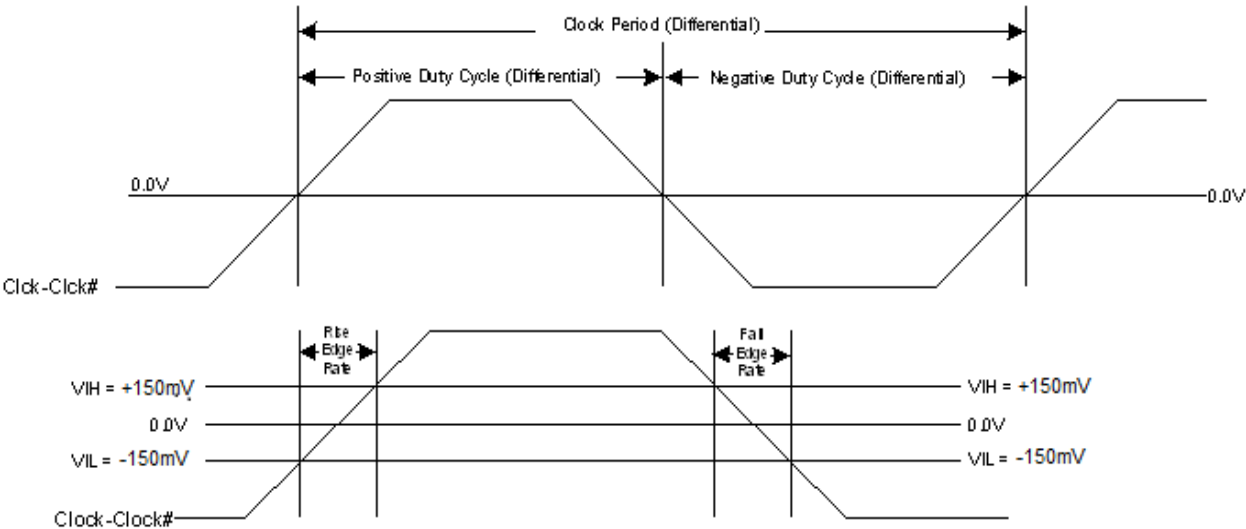 Clock Period (Differential)
Positive Duty Cycle (Differential)
Negative Duty Cycle (Differential)
0.0V
0.0V
Clck-Clck#
Rise
Edge
Rate
Fall
Edge
Rate
VIH = +150mV
VIH = +150mV
0.0V
0.0V
VIL = -150mV
VIL = -150mV
Clock-Clock#